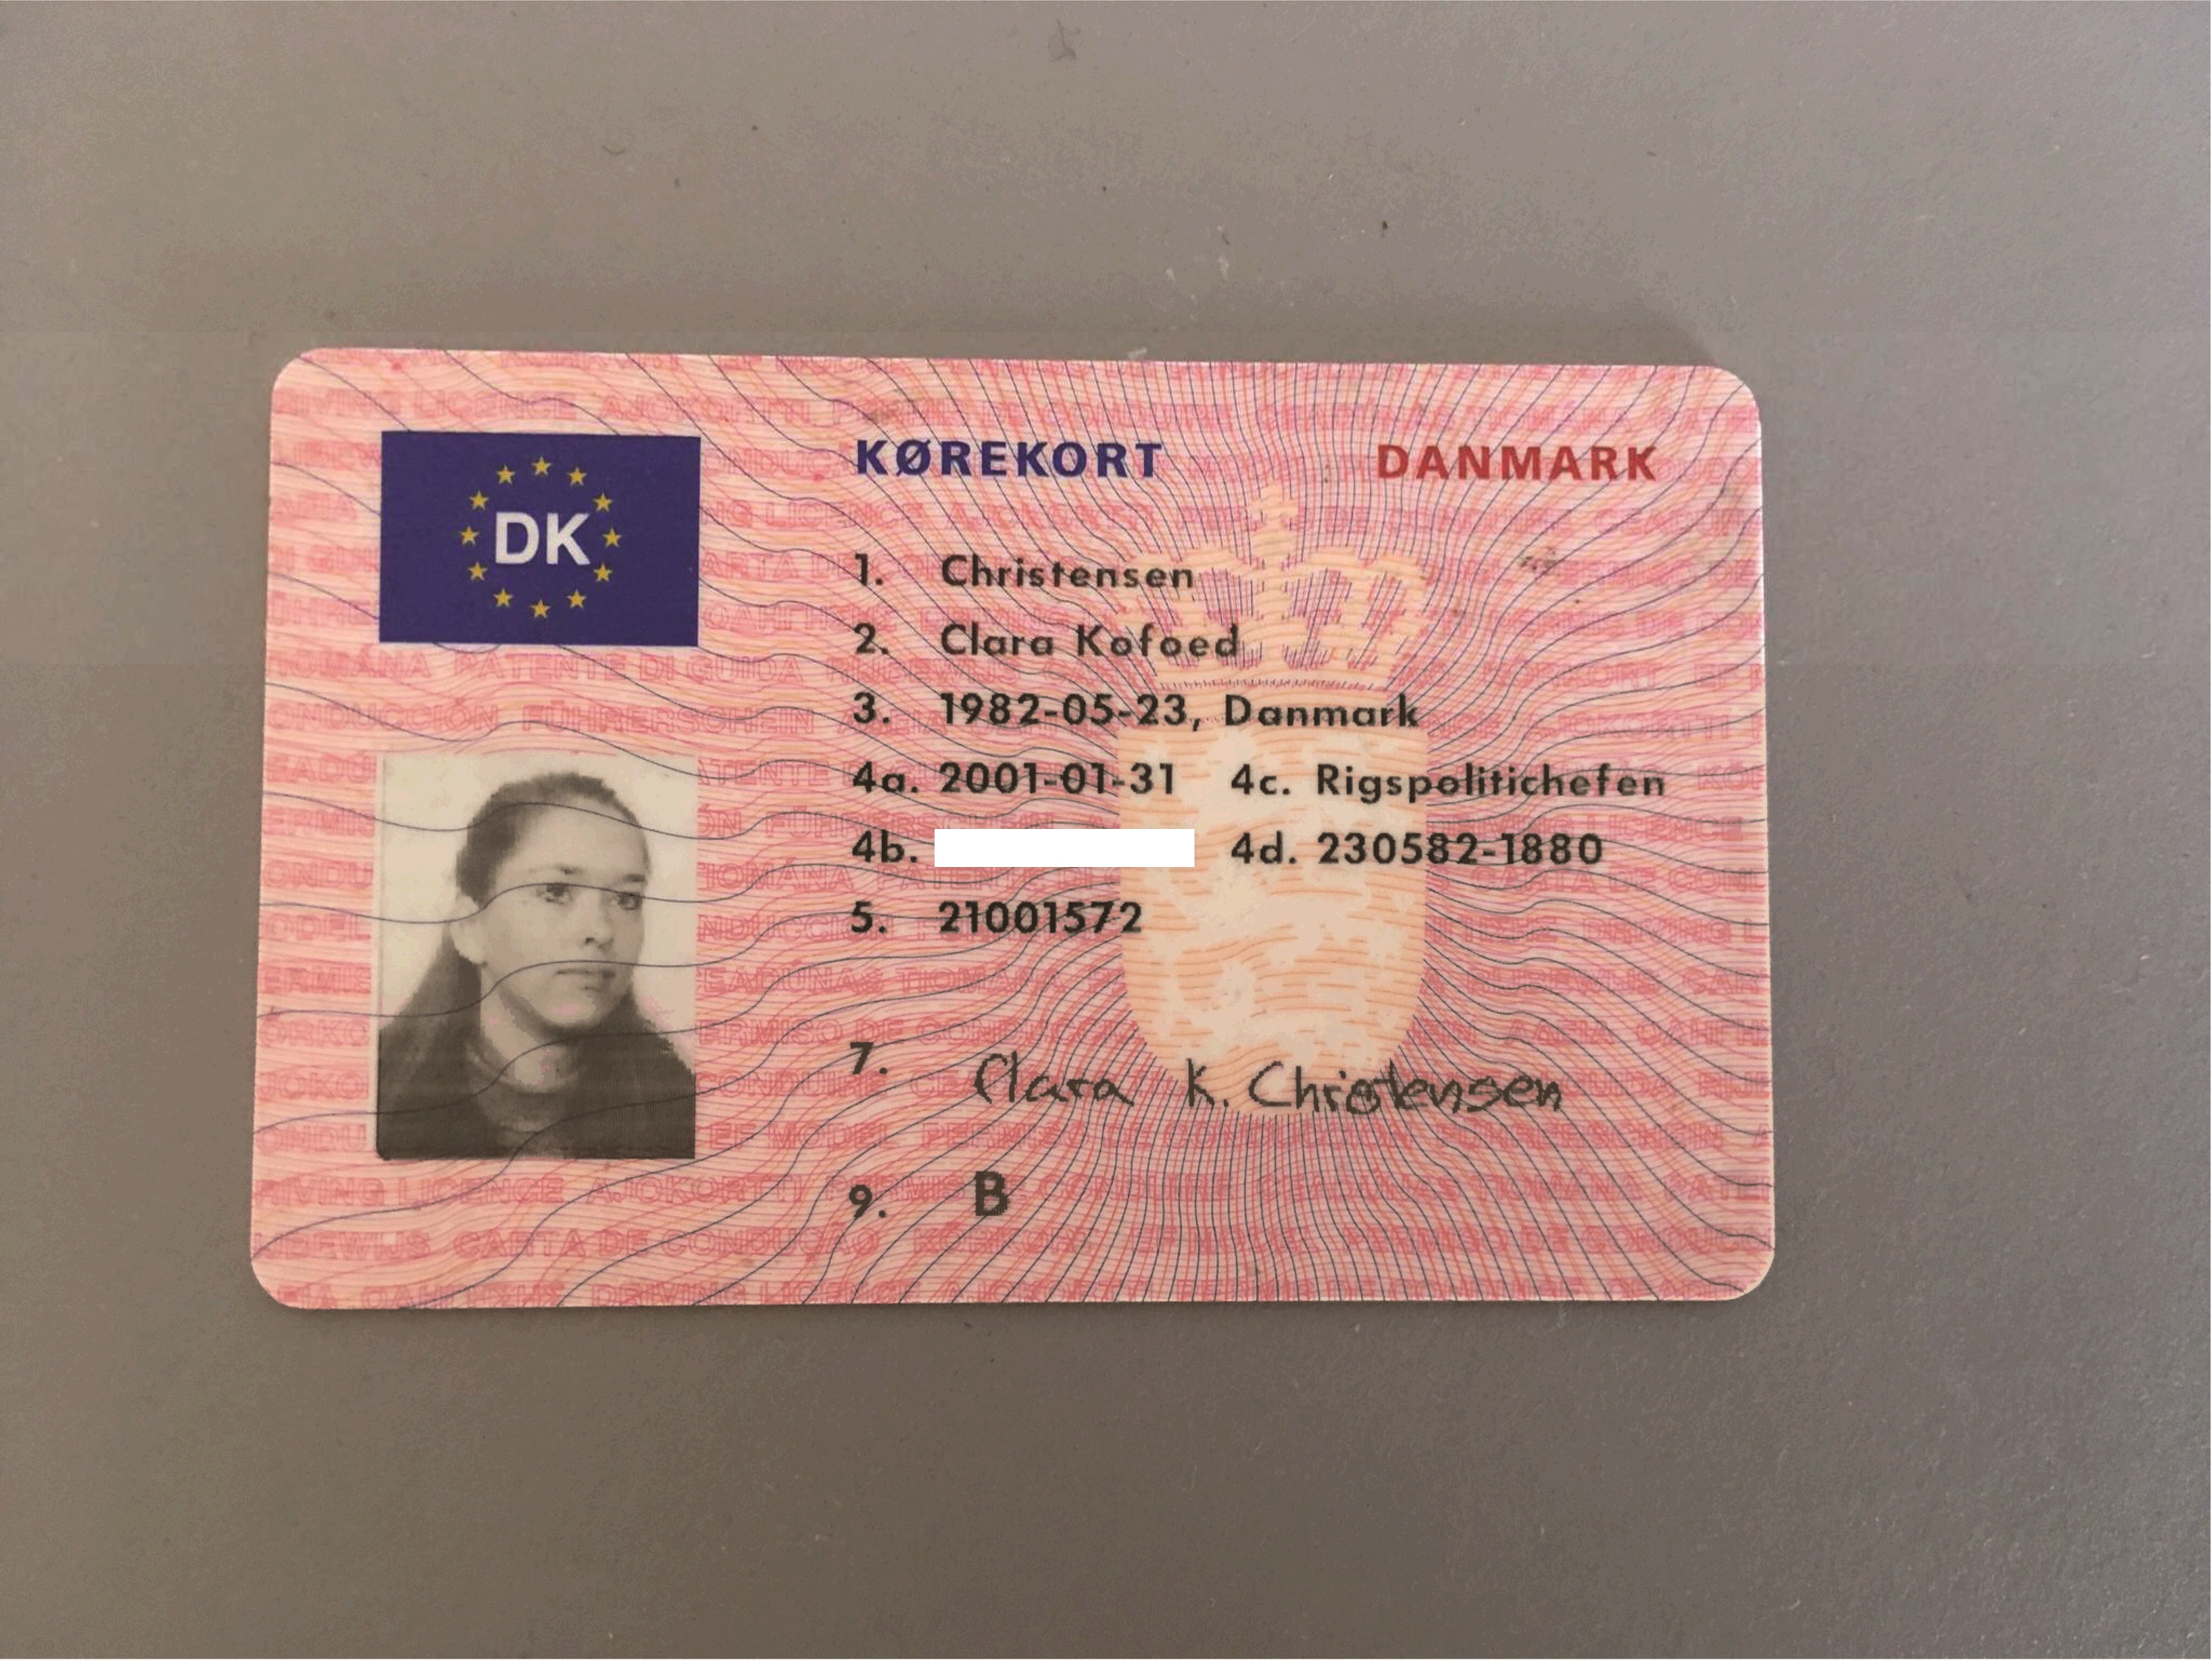 DK
KØREKORT DANMARK
1. Christensen
2. Clara Kofoed
3. 1982-05-23, Danmark
4a. 2001-01-31 4c. Rigspolitichefen
4b. 4d. 230582-1880
5. 21001572
7. Clara K. Christensen
9. B